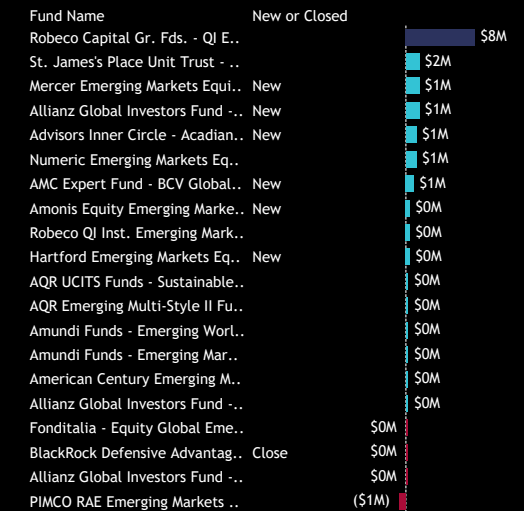 Fund Name New or Closed
Robeco Capital Gr. Fds. - QI E.. $8M
St. James's Place Unit Trust - .. $2M
Mercer Emerging Markets Equi.. New $1M
Allianz Global Investors Fund -.. New $1M
Advisors Inner Circle - Acadian.. New $1M
Numeric Emerging Markets Eq.. $1M
AMC Expert Fund - BCV Global.. New $1M
Amonis Equity Emerging Marke.. New $0M
Robeco QI Inst. Emerging Mark.. $0M
Hartford Emerging Markets Eq.. New $0M
AQR UCITS Funds - Sustainable.. $0M
AQR Emerging Multi-Style II Fu.. $0M
Amundi Funds - Emerging Worl.. $0M
Amundi Funds - Emerging Mar.. $0M
American Century Emerging M.. $0M
Allianz Global Investors Fund -.. $0M
Fonditalia - Equity Global Eme.. $0M
BlackRock Defensive Advantag.. Close $0M
Allianz Global Investors Fund -.. $0M
PIMCO RAE Emerging Markets .. ($1M)